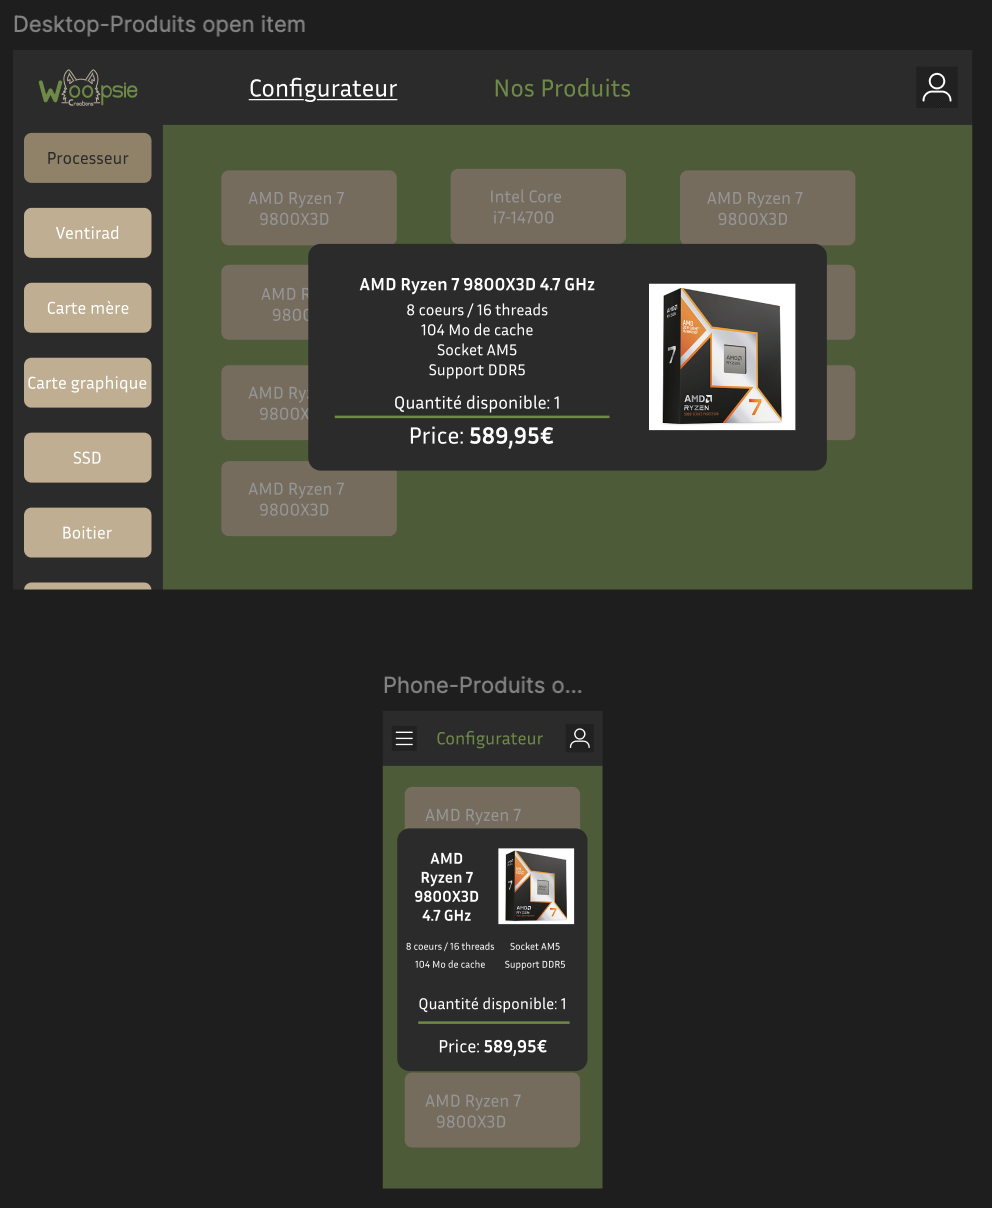 Desktop-Produits open item
Woopsie
Configurateur
Nos Produits
Processeur
Ventirad
Carte mère
Carte graphique
SSD
Boitier
AMD Ryzen 7
9800X3D
Intel Core
i7-14700
AMD Ryzen 7
9800X3D
AMD R
980
AMD Ry
9800X
AMD Ryzen 7
9800X3D
AMD Ryzen 7 9800X3D 4.7 GHz
8 coeurs / 16 threads
104 Mo de cache
Socket AM5
Support DDR5
Quantité disponible: 1
Price: 589,95€
7
AMD
RYZEN
7
Phone-Produits o...
Configurateur
AMD Ryzen 7
AMD
Ryzen 7
9800X3D
4.7 GHz
7
AMD
RYZEN
7
8 coeurs / 16 threads
Socket AM5
104 Mo de cache
Support DDR5
Quantité disponible: 1
Price: 589,95€
AMD Ryzen 7
9800X3D